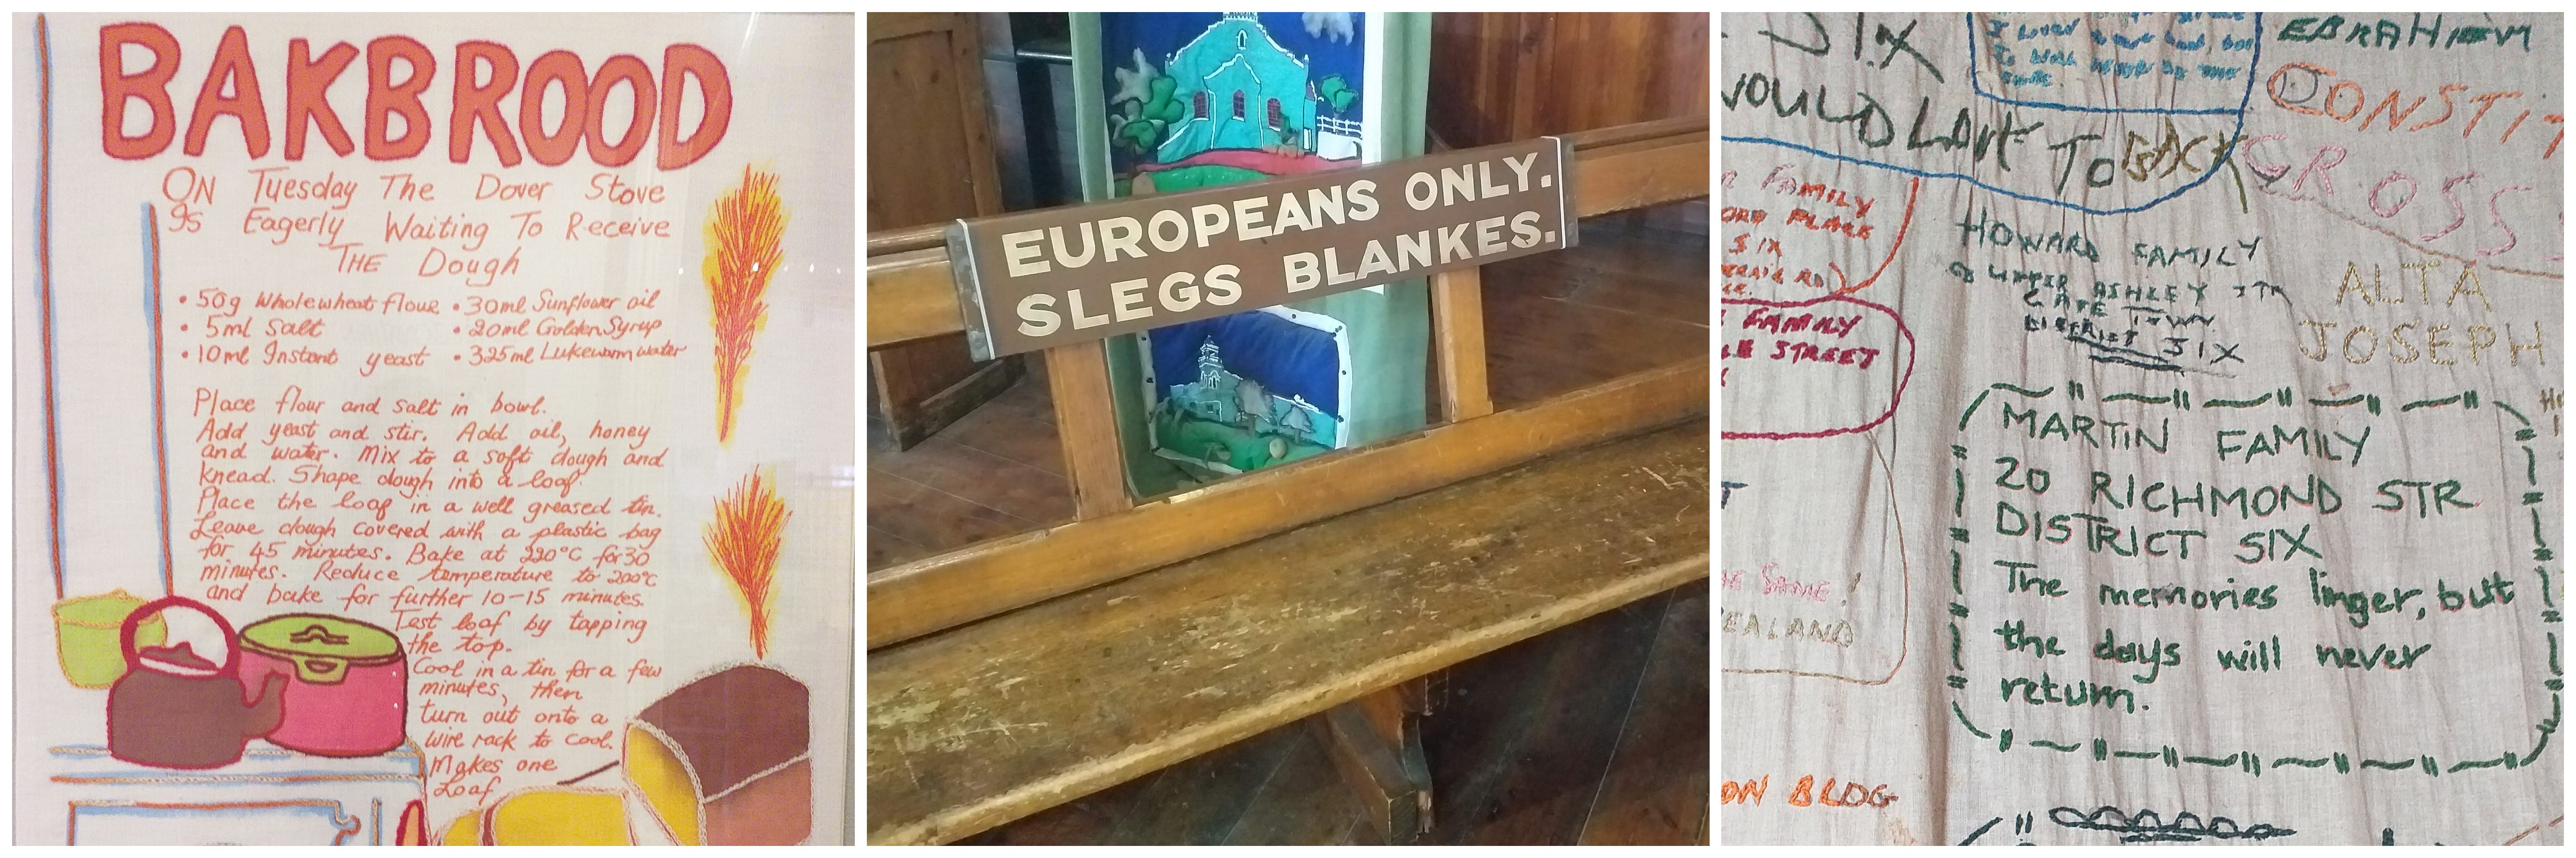 BAKBROOD
ON Tuesday The Dover Stove
Is Eagerly Waiting To Receive
THE Dough
• 50g Wholewheat flour • 30ml Sunflower oil
• 5ml salt • 20ml Golden Syrup
• 10ml Instant yeast • 325ml Lukewarm water
Place flour and salt in bowl.
Add yeast and stir. Add oil, honey
and water. Mix to a soft dough and
knead. Shape dough into a loaf.
Place the loaf in a well greased tin.
Leave dough covered with a plastic bag
for 45 minutes. Bake at 220°C for 30
minutes. Reduce temperature to 200°C
and bake for further 10-15 minutes.
Test loaf by tapping
the top.
Cool in a tin for a few
minutes, then
turn out onto a
wire rack to cool.
Makes one
Loaf
EUROPEANS ONLY.
SLEGS BLANKES.
SIX
WOULD LOVE TO BACK
I loved
EBRAHIEM
CONSTIT
CROSS
FAMILY
PLACE
SIX
RD)
FAMILY
STREET
HOWARD FAMILY
UPPER ASHLEY STR
CAPE TOWN
DISTRICT SIX
ALTA
JOSEPH
MARTIN FAMILY
20 RICHMOND STR
DISTRICT SIX
The memories linger, but
the days will never
return.
SAME!
EALAND
ON BLDG